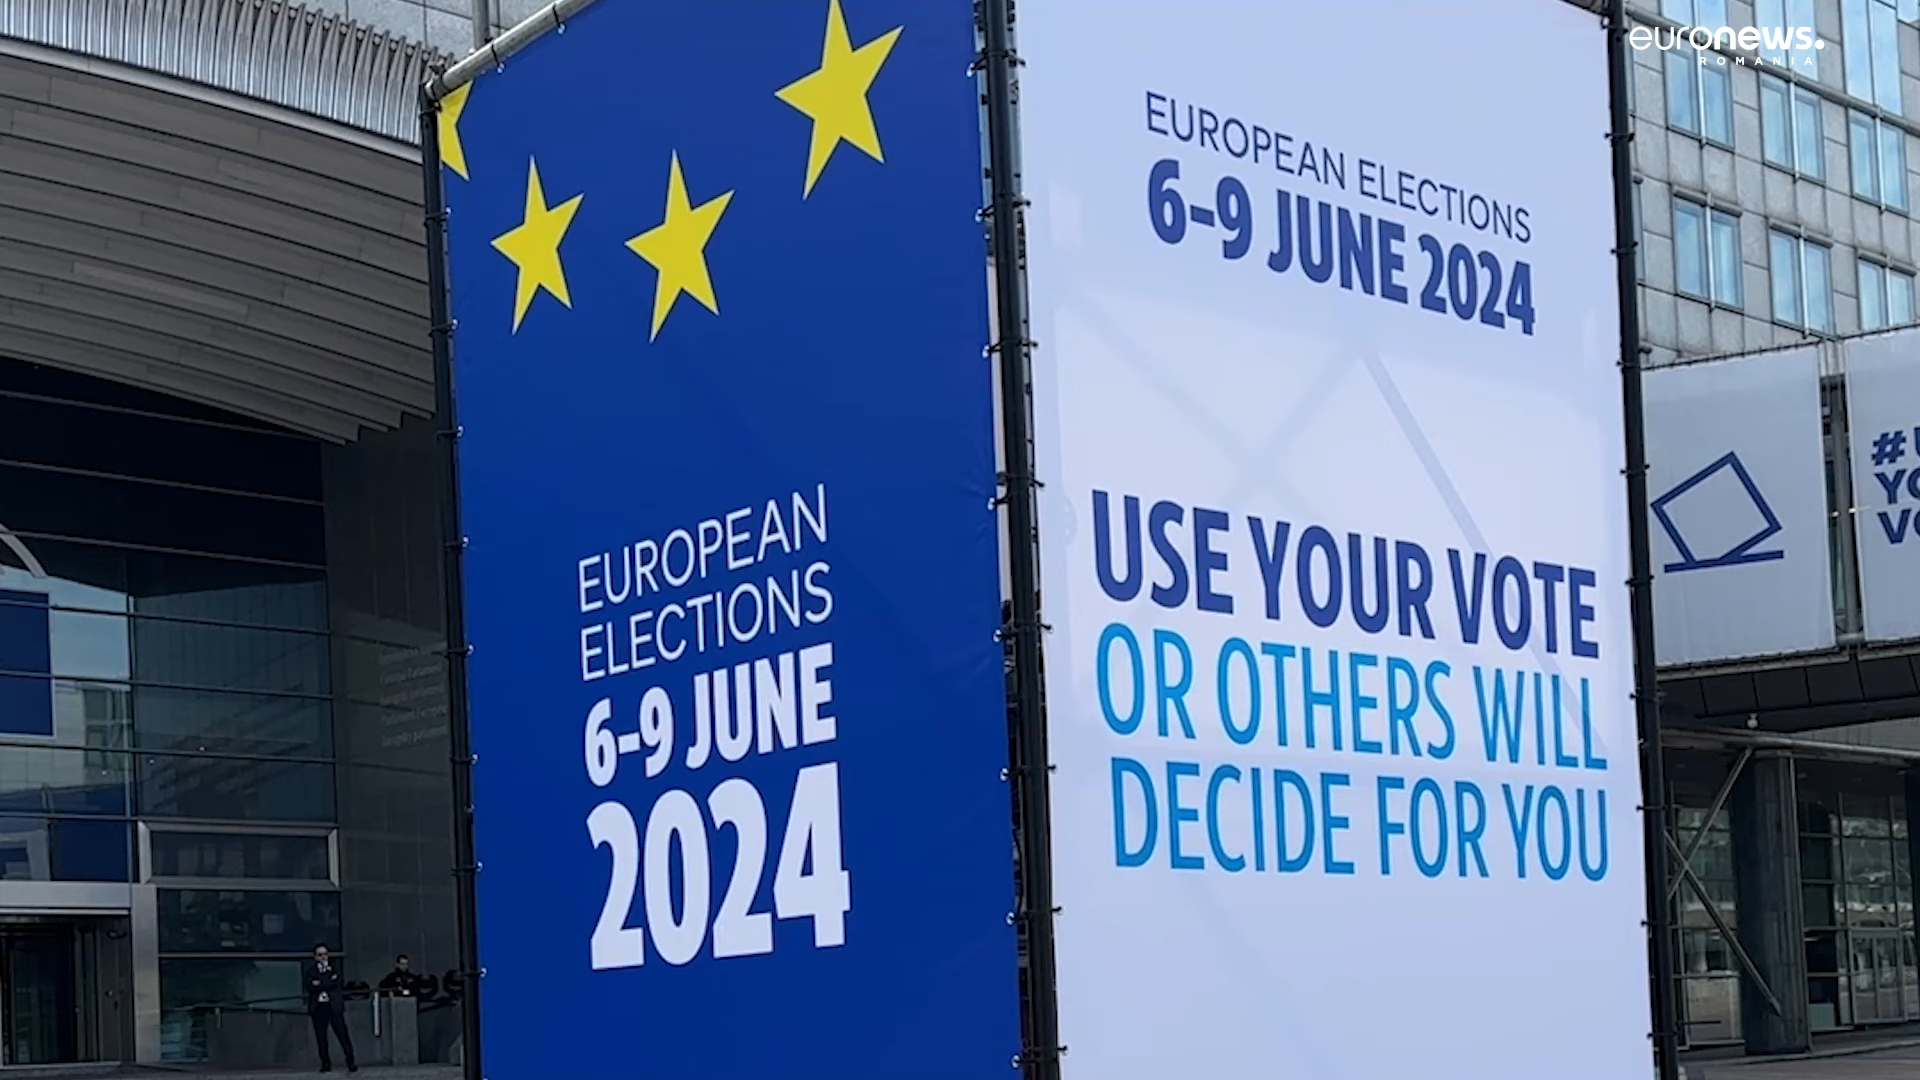 euronews.
ROMANIA
EUROPEAN
ELECTIONS
6-9 JUNE
2024
EUROPEAN ELECTIONS
6-9 JUNE 2024
USE YOUR VOTE
OR OTHERS WILL
DECIDE FOR YOU